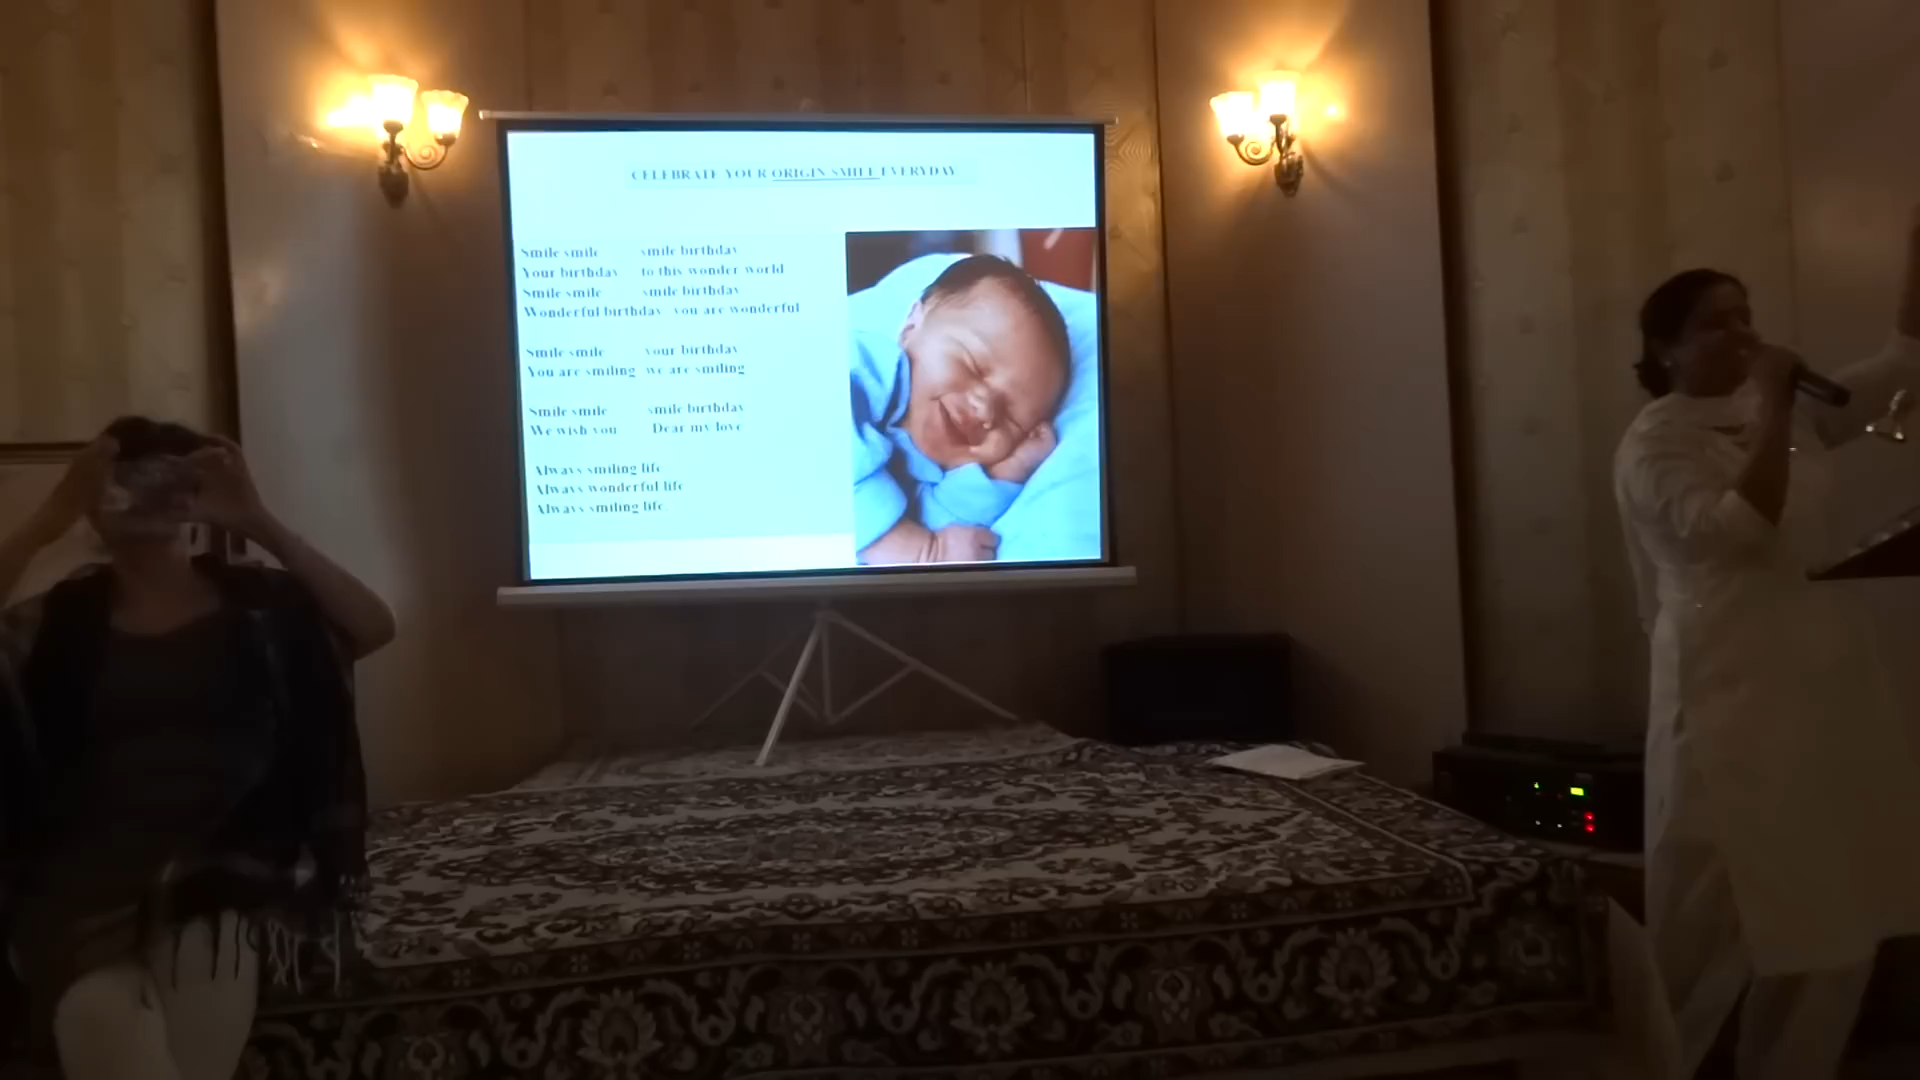 CELEBRATE YOUR ORIGIN SMILE EVERYDAY
Smile smile smile birthday
Your birthday to this wonder world
Smile smile smile birthday
Wonderful birthday you are wonderful
Smile smile your birthday
You are smiling we are smiling
Smile smile smile birthday
We wish you Dear my love
Always smiling life
Always wonderful life
Always smiling life